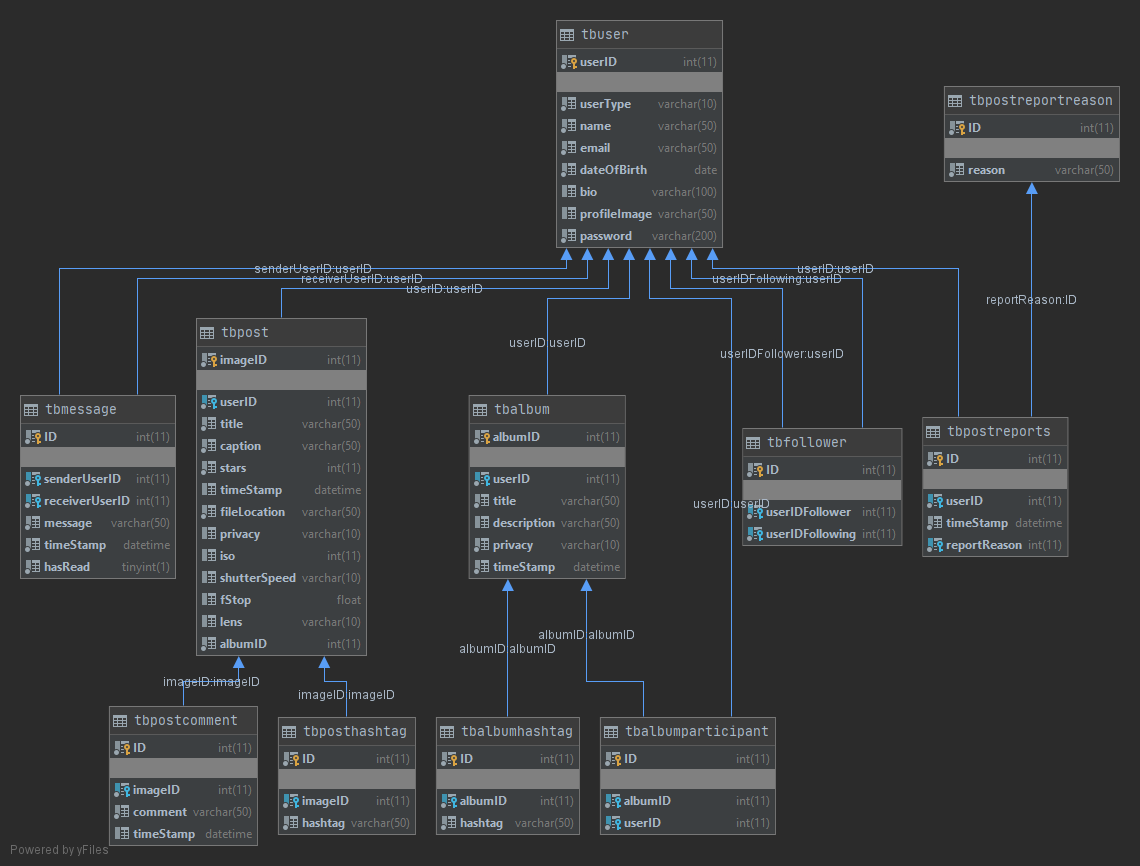 tbuser
userID int(11)
userType varchar(10)
name varchar(50)
email varchar(50)
dateOfBirth date
bio varchar(100)
profileImage varchar(50)
password varchar(200)
tbpostreportreason
ID int(11)
reason varchar(50)
senderUserID:userID
receiverUserID:userID
userID:userID
userID:userID
userIDFollowing:userID
userID:userID
userIDFollower:userID
reportReason:ID
tbpost
imageID int(11)
userID int(11)
title varchar(50)
caption varchar(50)
stars int(11)
timeStamp datetime
fileLocation varchar(50)
privacy varchar(10)
iso int(11)
shutterSpeed varchar(10)
fStop float
lens varchar(10)
albumID int(11)
tbmessage
ID int(11)
senderUserID int(11)
receiverUserID int(11)
message varchar(50)
timeStamp datetime
hasRead tinyint(1)
tbalbum
albumID int(11)
userID int(11)
title varchar(50)
description varchar(50)
privacy varchar(10)
timeStamp datetime
tbfollower
ID int(11)
userIDFollower int(11)
userIDFollowing int(11)
userID:userID
tbpostreports
ID int(11)
userID int(11)
timeStamp datetime
reportReason int(11)
imageID:imageID
imageID:imageID
albumID:albumID
albumID:albumID
tbpostcomment
ID int(11)
imageID int(11)
comment varchar(50)
timeStamp datetime
tbposthashtag
ID int(11)
imageID int(11)
hashtag varchar(50)
tbalbumhashtag
ID int(11)
albumID int(11)
hashtag varchar(50)
tbalbumparticipant
ID int(11)
albumID int(11)
userID int(11)
Powered by yFiles